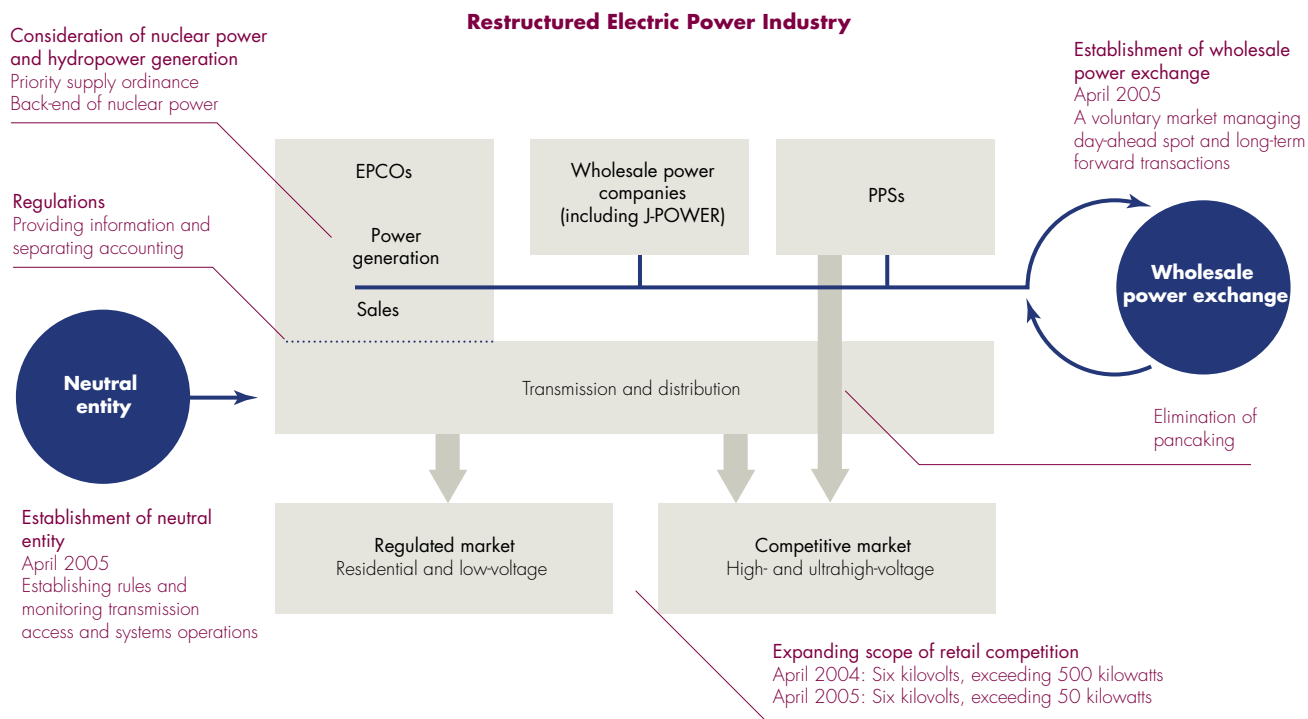 Restructured Electric Power Industry
Consideration of nuclear power
and hydropower generation
Priority supply ordinance
Back-end of nuclear power
Establishment of wholesale
power exchange
April 2005
A voluntary market managing
day-ahead spot and long-term
forward transactions
EPCOs
Power
generation
Sales
Wholesale power
companies
(including J-POWER)
PPSs
Regulations
Providing information and
separating accounting
Wholesale
power exchange
Neutral
entity
Transmission and distribution
Elimination of
pancaking
Establishment of neutral
entity
April 2005
Establishing rules and
monitoring transmission
access and systems operations
Regulated market
Residential and low-voltage
Competitive market
High- and ultrahigh-voltage
Expanding scope of retail competition
April 2004: Six kilovolts, exceeding 500 kilowatts
April 2005: Six kilovolts, exceeding 50 kilowatts